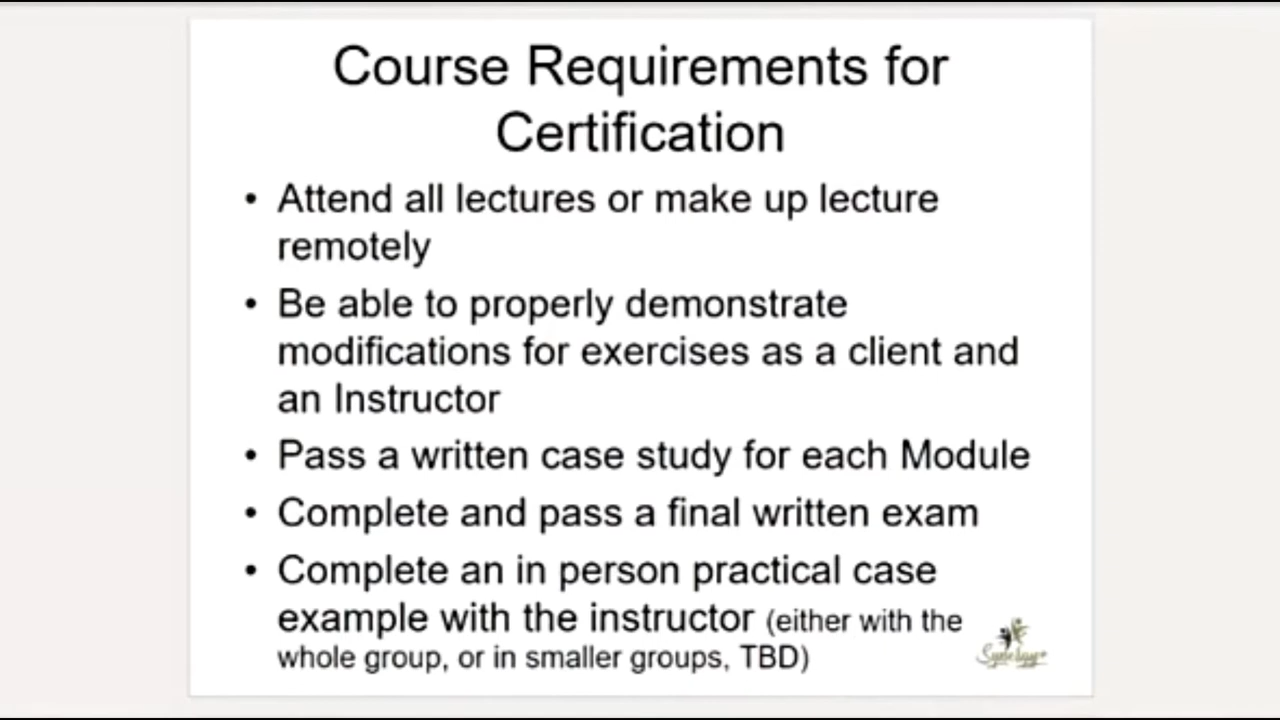 Course Requirements for
Certification
• Attend all lectures or make up lecture
remotely
• Be able to properly demonstrate
modifications for exercises as a client and
an Instructor
• Pass a written case study for each Module
• Complete and pass a final written exam
• Complete an in person practical case
example with the instructor (either with the
whole group, or in smaller groups, TBD)